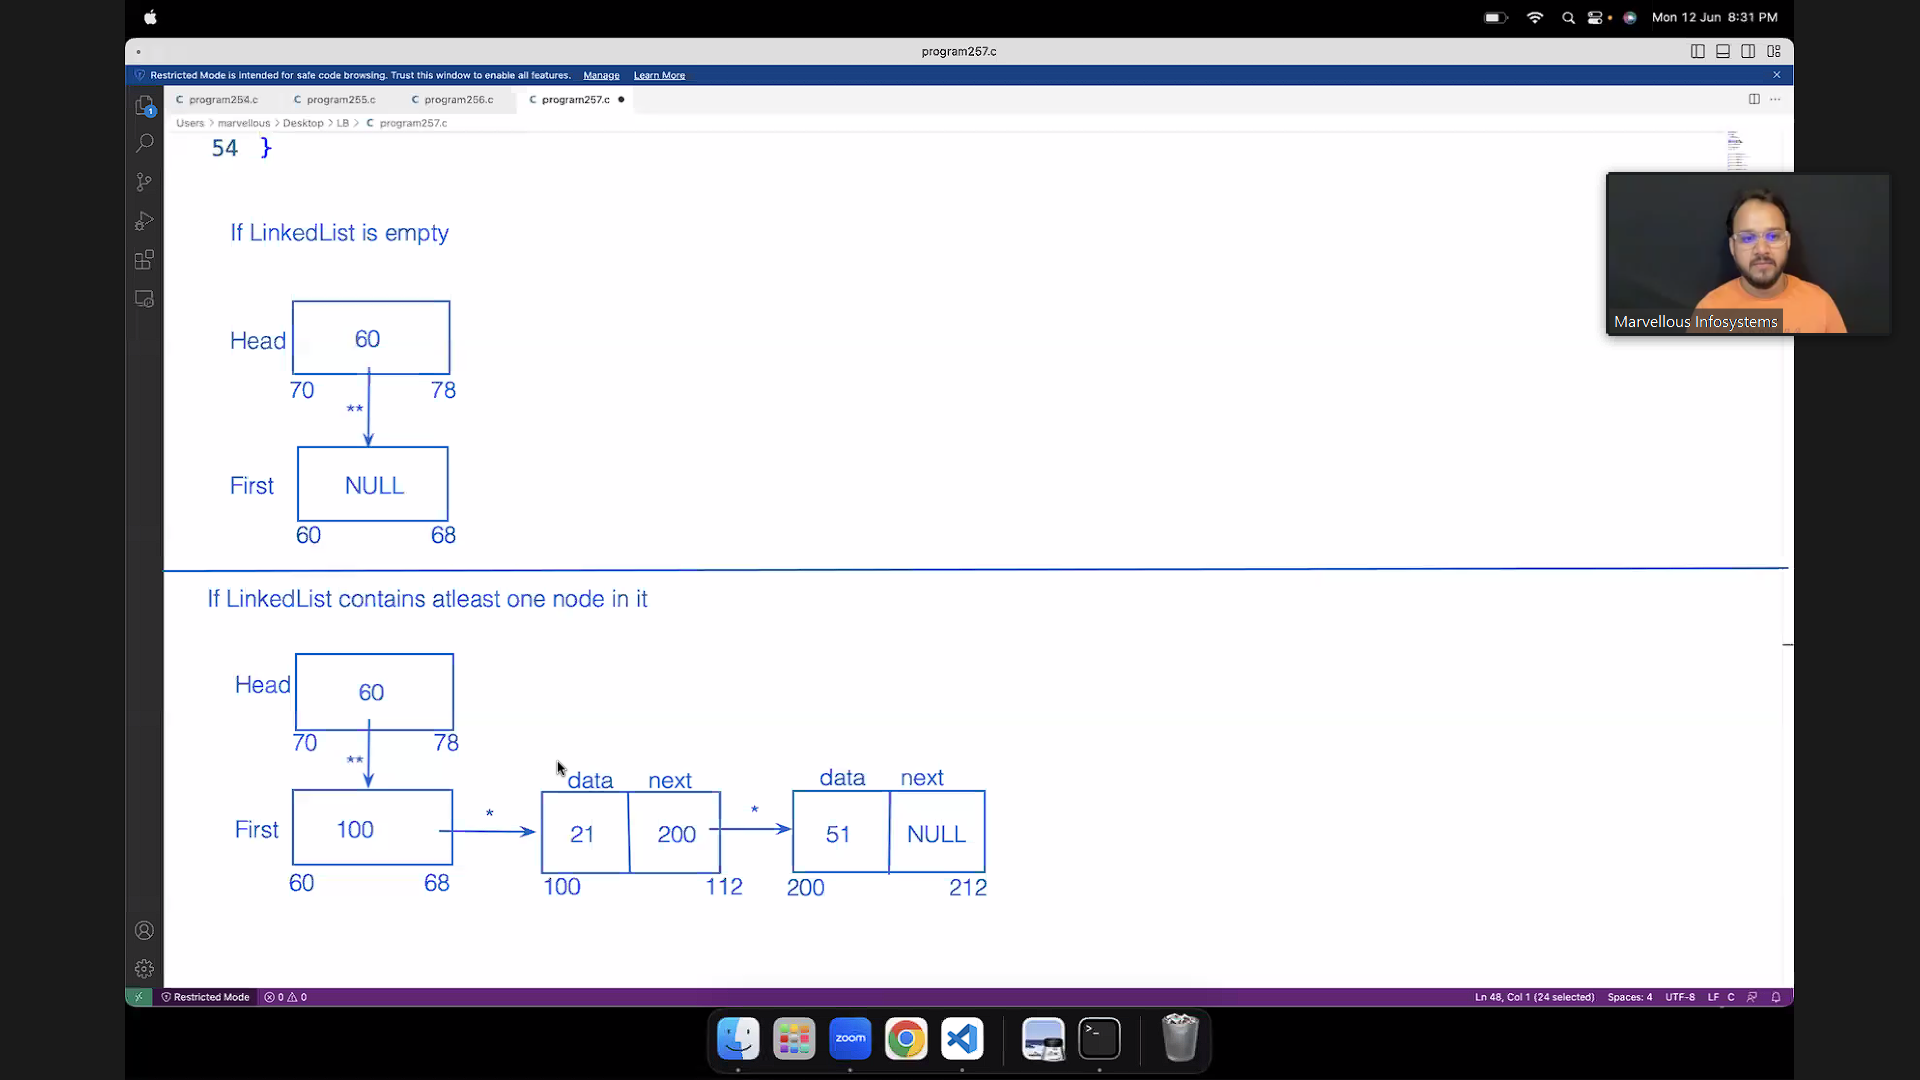 Mon 12 Jun 8:31 PM
program257.c
Restricted Mode is intended for safe code browsing. Trust this window to enable all features. Manage Learn More
program254.c program255.c program256.c program257.c
Users > marvellous > Desktop > LB > C program257.c
54 }
If LinkedList is empty
Head 60
70 78
**
First NULL
60 68
Marvellous Infosystems
If LinkedList contains atleast one node in it
Head 60
70 78
**
data next data next
First 100 * 21 200 * 51 NULL
60 68 100 112 200 212
Restricted Mode 0 0 Ln 48, Col 1 (24 selected) Spaces: 4 UTF-8 LF C
zoom